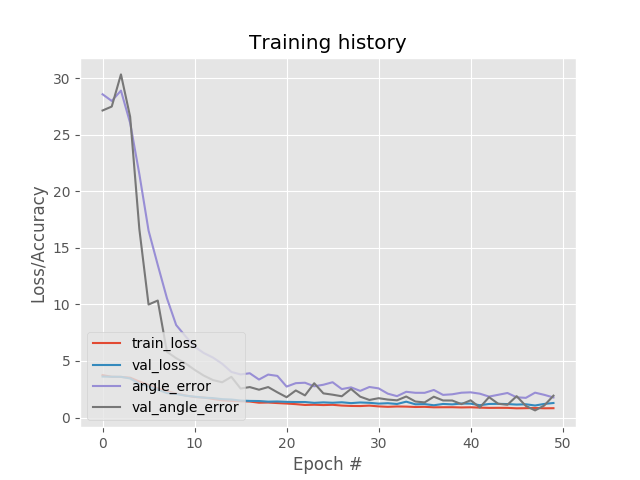 Training history
Loss/Accuracy
30
25
20
15
10
5
0
train_loss
val_loss
angle_error
val_angle_error
0 10 20 30 40 50
Epoch #